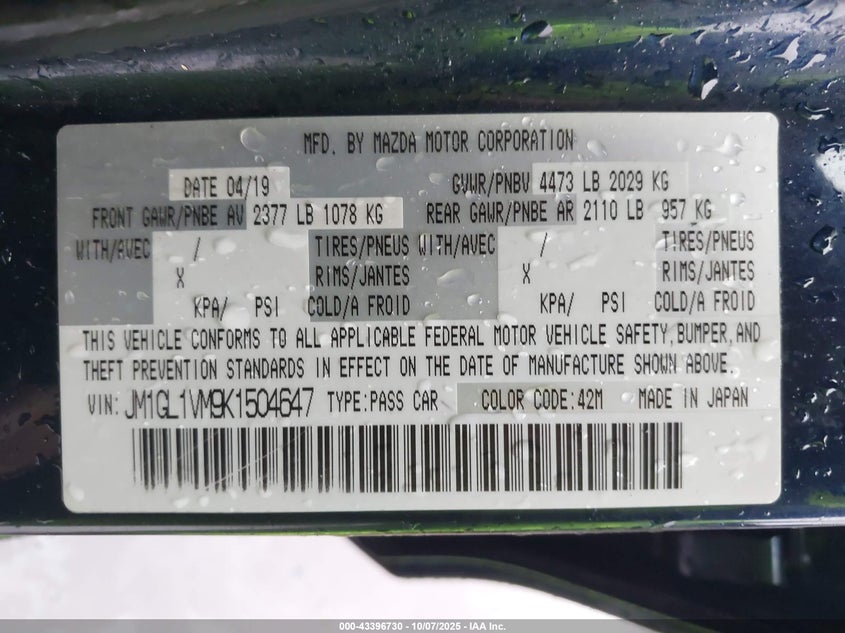 MFD. BY MAZDA MOTOR CORPORATION
DATE 04/19 GVWR/PNBV 4473 LB 2029 KG
FRONT GAWR/PNBE AV 2377 LB 1078 KG REAR GAWR/PNBE AR 2110 LB 957 KG
WITH/AVEC / TIRES/PNEUS WITH/AVEC / TIRES/PNEUS
X RIMS/JANTES X RIMS/JANTES
KPA/ PSI COLD/A FROID KPA/ PSI COLD/A FROID
THIS VEHICLE CONFORMS TO ALL APPLICABLE FEDERAL MOTOR VEHICLE SAFETY, BUMPER, AND
THEFT PREVENTION STANDARDS IN EFFECT ON THE DATE OF MANUFACTURE SHOWN ABOVE.
VIN: JM1GL1VM9K1504647 TYPE:PASS CAR COLOR CODE:42M MADE IN JAPAN
000-43396730 - 10/07/2025 - IAA Inc.